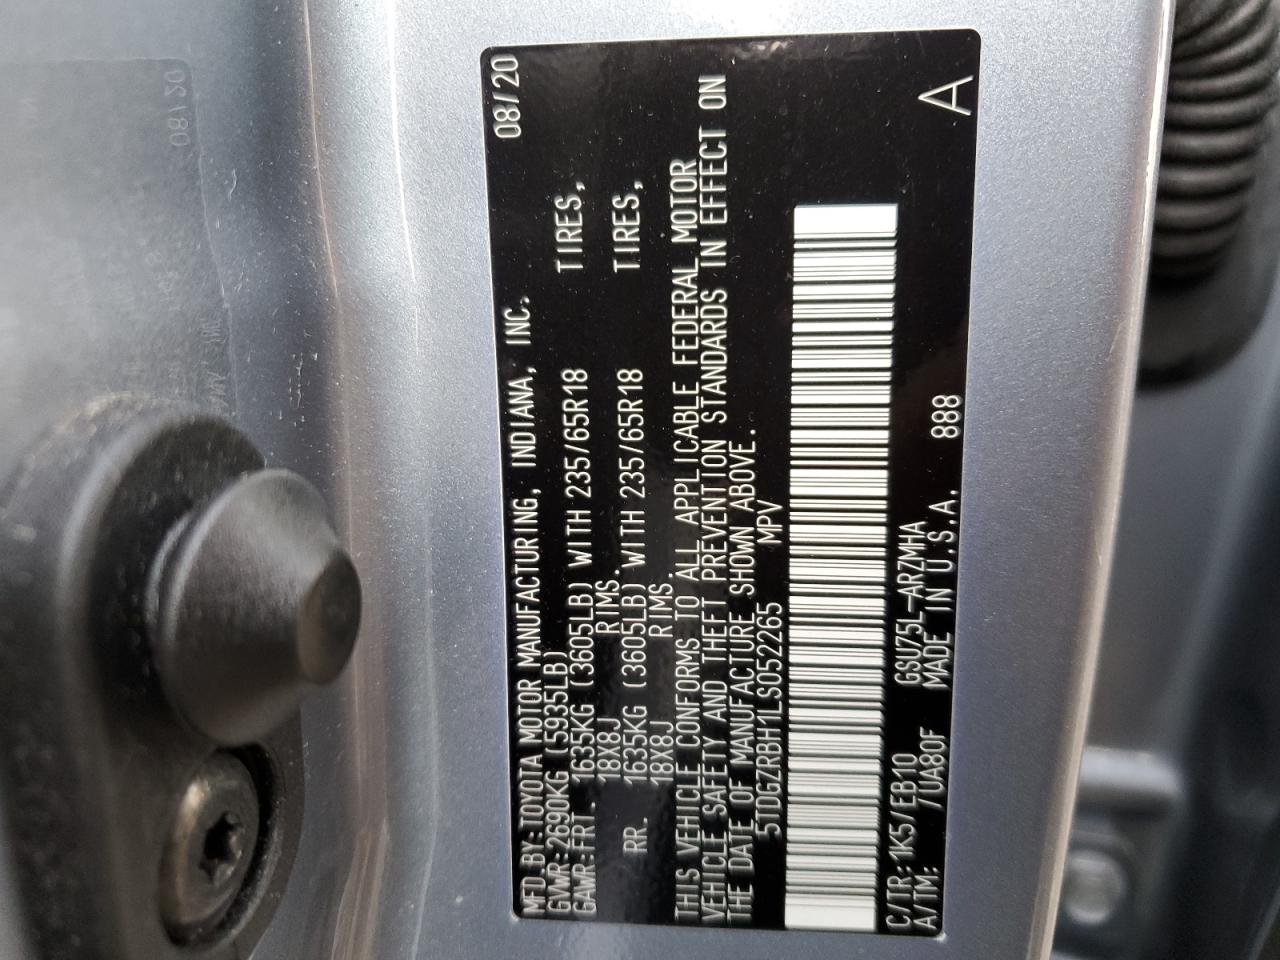 MFD.BY:TOYOTA MOTOR MANUFACTURING, INDIANA, INC. 08/20
GVWR:2690KG(5935LB)
GAWR:FRT. 1635KG (3605LB) WITH 235/65R18 TIRES,
18X8J RIMS
RR. 1635KG (3605LB) WITH 235/65R18 TIRES,
18X8J RIMS.
THIS VEHICLE CONFORMS TO ALL APPLICABLE FEDERAL MOTOR
VEHICLE SAFETY AND THEFT PREVENTION STANDARDS IN EFFECT ON
THE DATE OF MANUFACTURE SHOWN ABOVE.
5TDGZRBH1LS052265 MPV
C/TR:1K5/EB10 GSU75L-ARZMHA
A/TM: /UA80F MADE IN U.S.A. 888 A
08/20